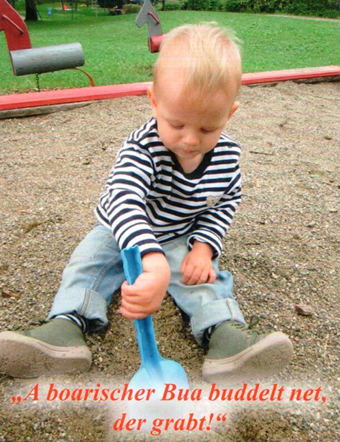 „A boarischer Bua buddelt net,
der grabt!“